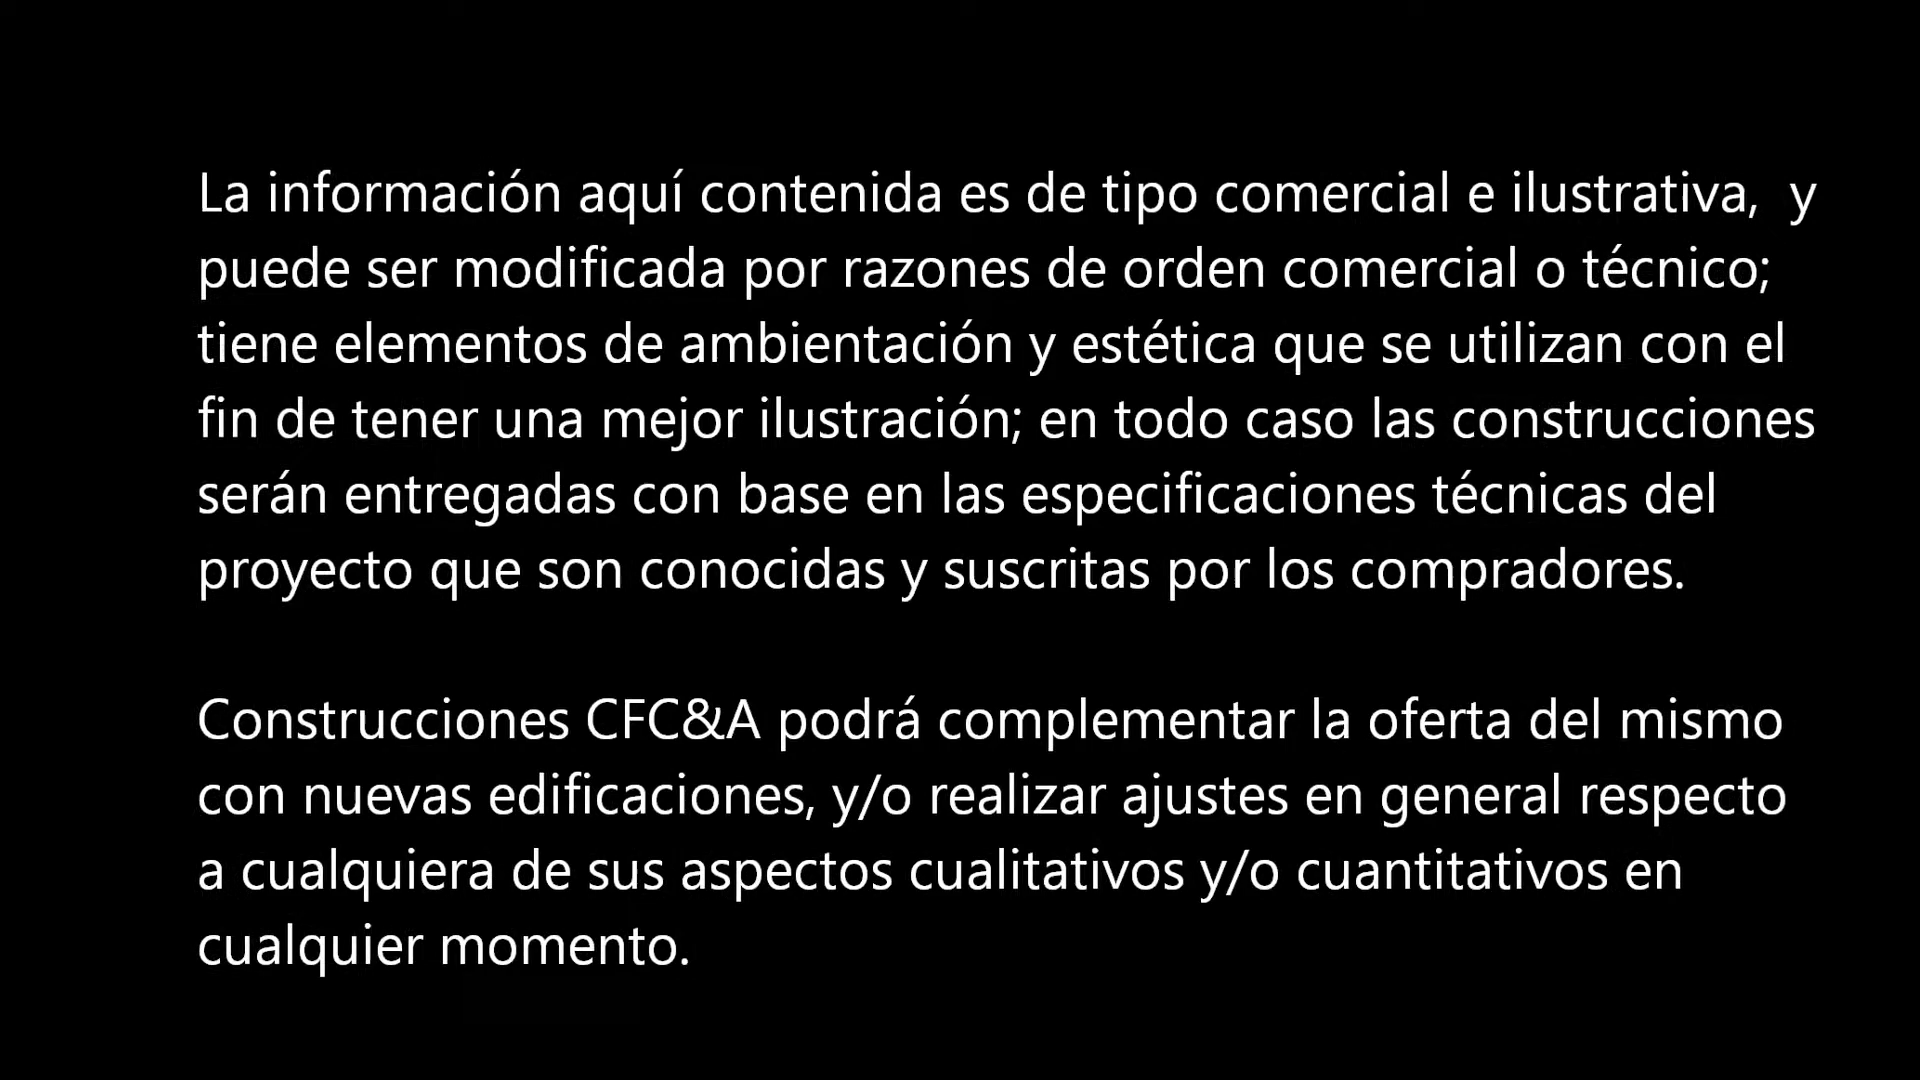 La información aquí contenida es de tipo comercial e ilustrativa,  y
puede ser modificada por razones de orden comercial o técnico;
tiene elementos de ambientación y estética que se utilizan con el
fin de tener una mejor ilustración; en todo caso las construcciones
serán entregadas con base en las especificaciones técnicas del
proyecto que son conocidas y suscritas por los compradores.
Construcciones CFC&A podrá complementar la oferta del mismo
con nuevas edificaciones, y/o realizar ajustes en general respecto
a cualquiera de sus aspectos cualitativos y/o cuantitativos en
cualquier momento.